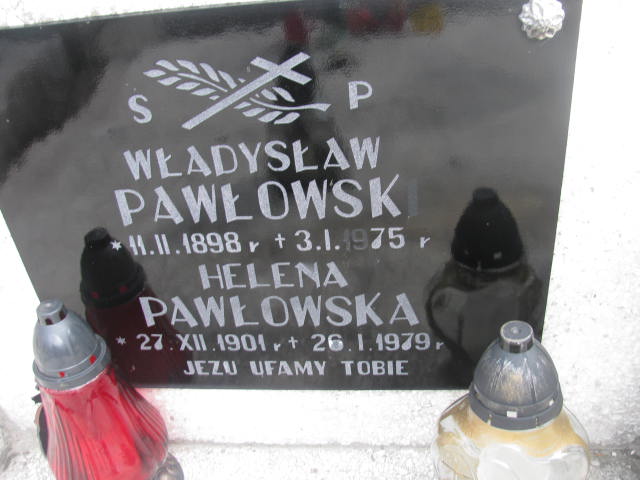 S P
WŁADYSŁAW
PAWŁOWSKI
* 11.II.1898 r + 3.I.1975 r
HELENA
PAWŁOWSKA
* 27.XII.1901 r + 26.I.1979 r
JEZU UFAMY TOBIE